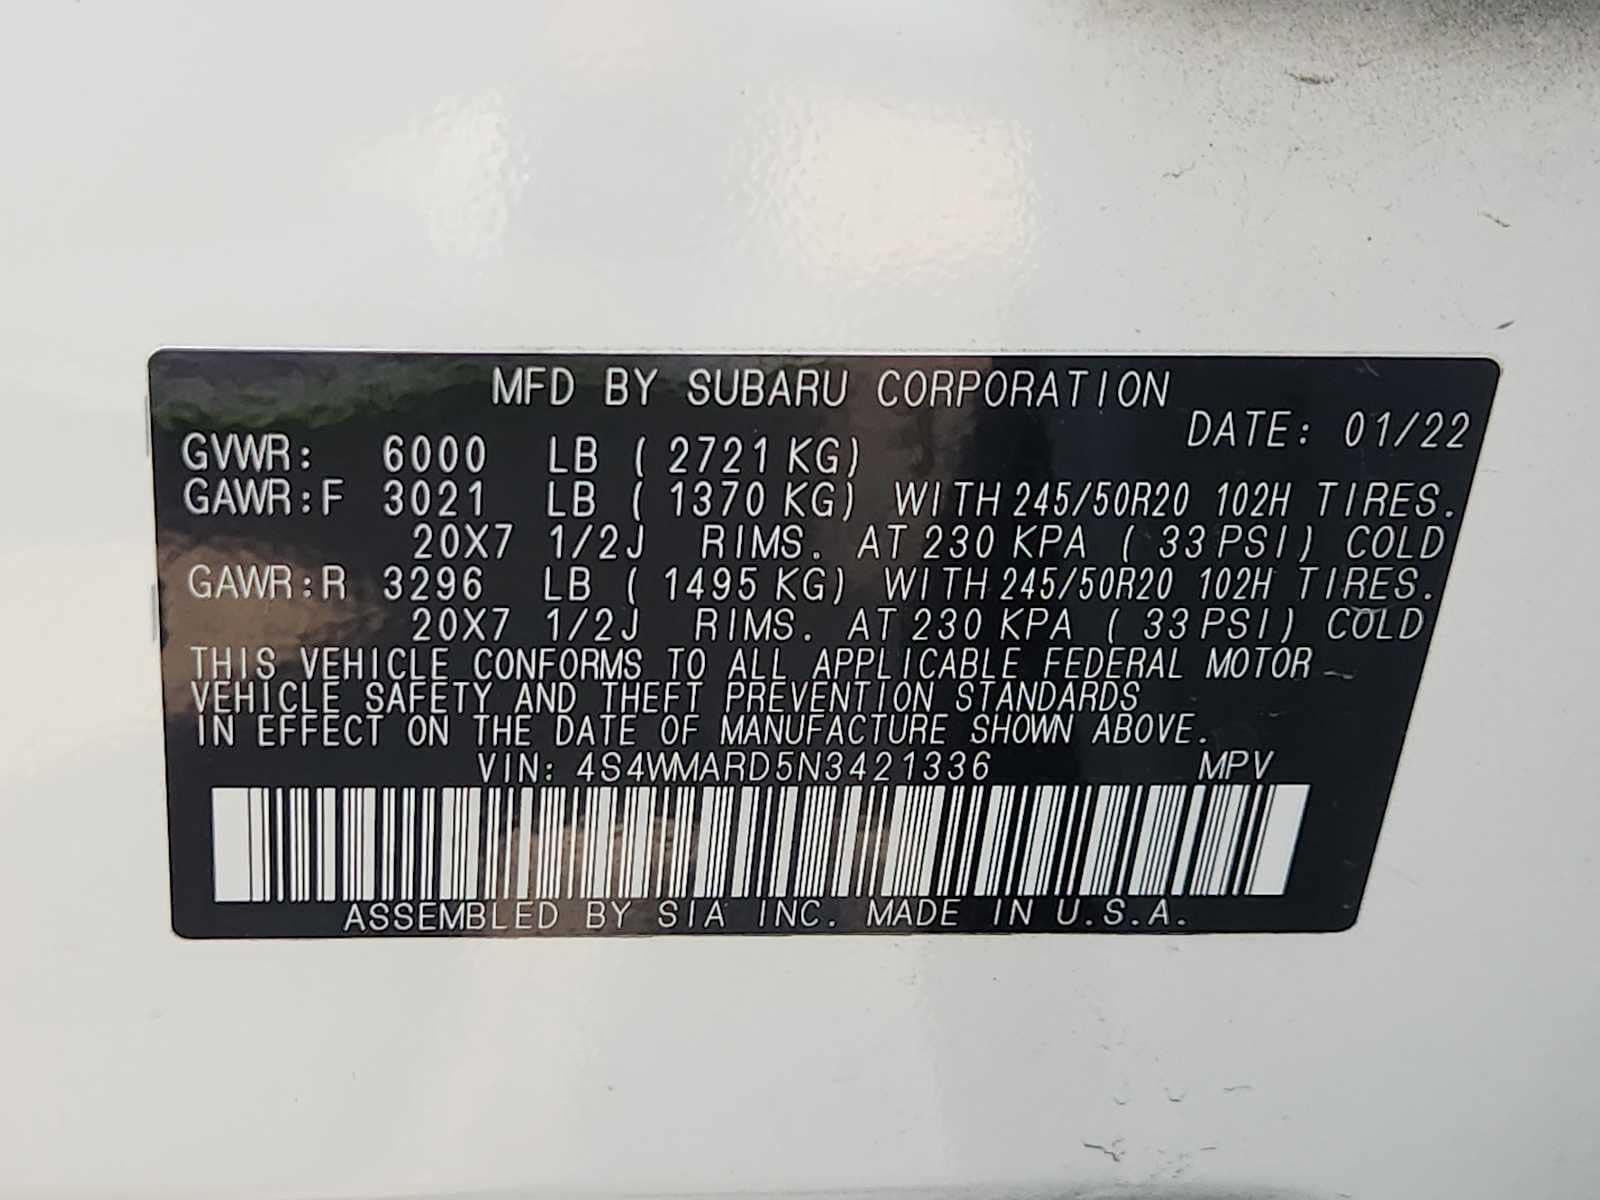 MFD BY SUBARU CORPORATION
DATE: 01/22
GVWR: 6000 LB ( 2721 KG)
GAWR:F 3021 LB ( 1370 KG) WITH 245/50R20 102H TIRES.
20X7 1/2J RIMS. AT 230 KPA ( 33 PSI) COLD
GAWR:R 3296 LB ( 1495 KG) WITH 245/50R20 102H TIRES.
20X7 1/2J RIMS. AT 230 KPA ( 33 PSI) COLD
THIS VEHICLE CONFORMS TO ALL APPLICABLE FEDERAL MOTOR
VEHICLE SAFETY AND THEFT PREVENTION STANDARDS
IN EFFECT ON THE DATE OF MANUFACTURE SHOWN ABOVE.
VIN: 4S4WMARD5N3421336 MPV
ASSEMBLED BY SIA INC. MADE IN U.S.A.